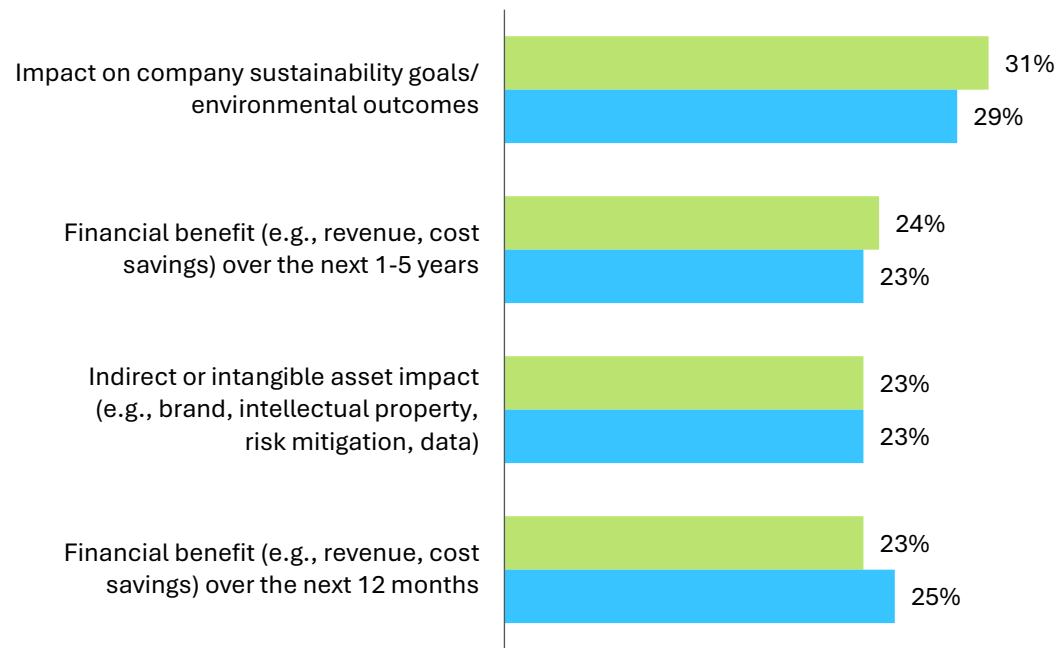 Impact on company sustainability goals/
environmental outcomes
31%
29%
Financial benefit (e.g., revenue, cost
savings) over the next 1-5 years
24%
23%
Indirect or intangible asset impact
(e.g., brand, intellectual property,
risk mitigation, data)
23%
23%
Financial benefit (e.g., revenue, cost
savings) over the next 12 months
23%
25%